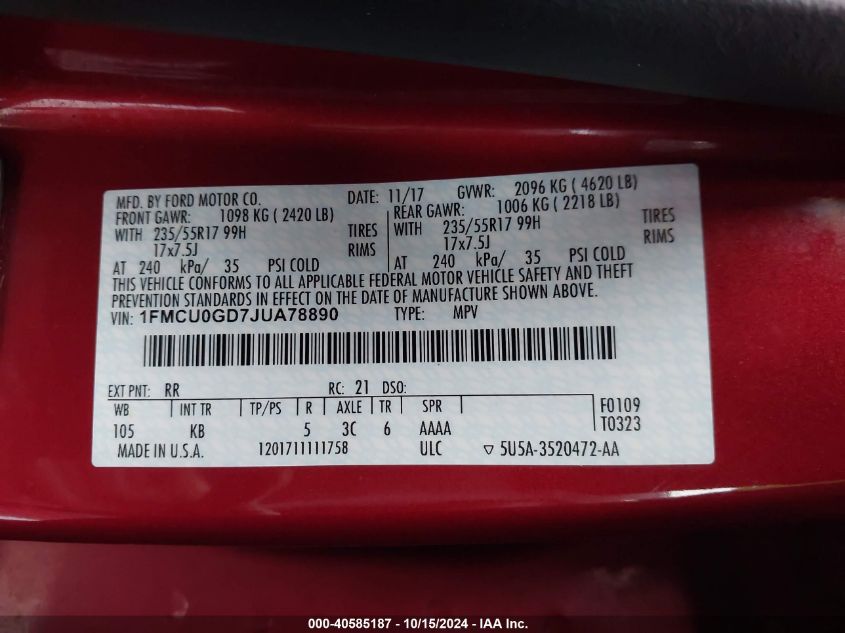 MFD. BY FORD MOTOR CO. DATE: 11/17 GVWR: 2096 KG ( 4620 LB)
FRONT GAWR: 1098 KG ( 2420 LB) REAR GAWR: 1006 KG ( 2218 LB)
WITH 235/55R17 99H TIRES WITH 235/55R17 99H TIRES
17x7.5J RIMS 17x7.5J RIMS
AT 240 kPa/ 35 PSI COLD AT 240 kPa/ 35 PSI COLD
THIS VEHICLE CONFORMS TO ALL APPLICABLE FEDERAL MOTOR VEHICLE SAFETY AND THEFT
PREVENTION STANDARDS IN EFFECT ON THE DATE OF MANUFACTURE SHOWN ABOVE.
VIN: 1FMCU0GD7JUA78890 TYPE: MPV
EXT PNT: RR RC: 21 DSO:
WB INT TR TP/PS R AXLE TR SPR F0109
105 KB 5 3C 6 AAAA T0323
MADE IN U.S.A. 1201711111758 ULC ▽ 5U5A-3520472-AA
000-40585187 - 10/15/2024 - IAA Inc.